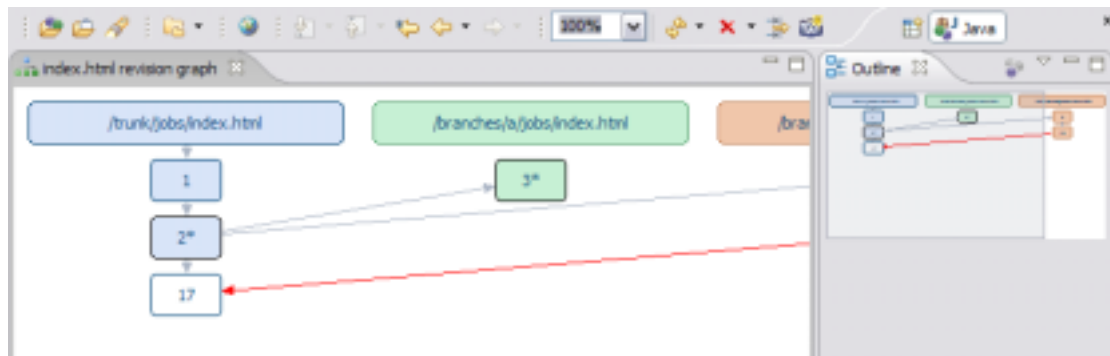 100%
Java
index.html revision graph
Outline
/trunk/jobs/index.html
/branches/a/jobs/index.html
/bra
1
3*
2*
17